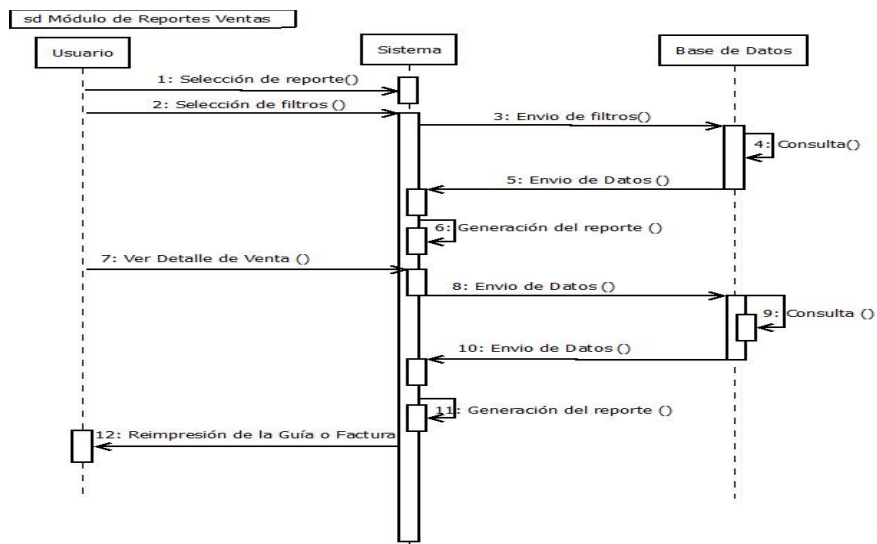 sd Módulo de Reportes Ventas
Usuario
Sistema
Base de Datos
1: Selección de reporte()
2: Selección de filtros ()
3: Envio de filtros()
4: Consulta()
5: Envio de Datos ()
6: Generación del reporte ()
7: Ver Detalle de Venta ()
8: Envio de Datos ()
9: Consulta ()
10: Envio de Datos ()
11: Generación del reporte ()
12: Reimpresión de la Guía o Factura